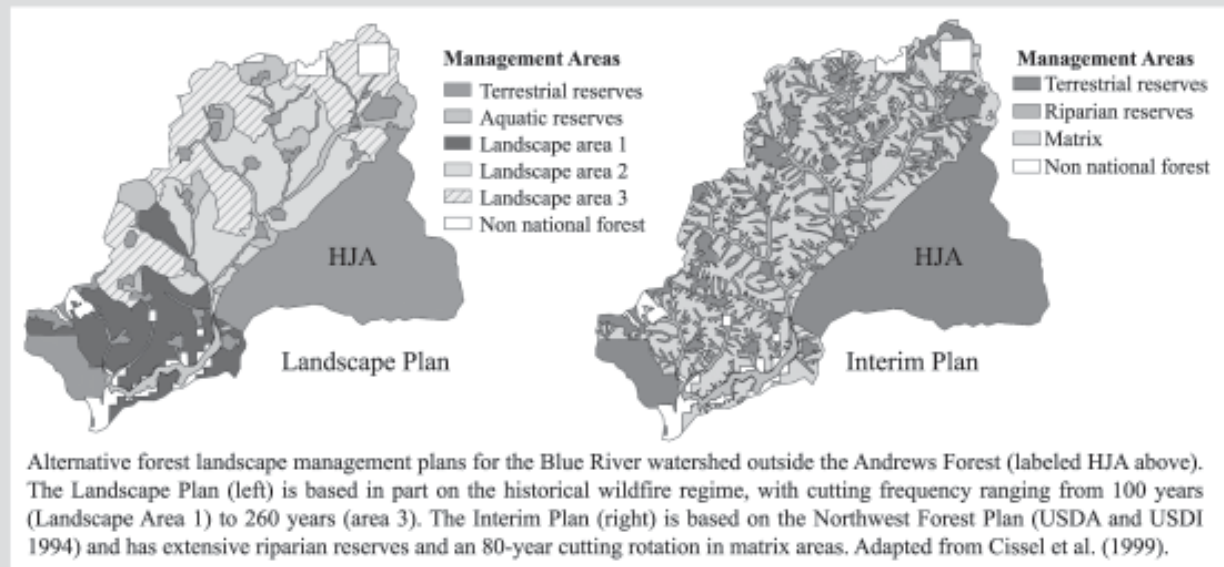 Management Areas
Terrestrial reserves
Aquatic reserves
Landscape area 1
Landscape area 2
Landscape area 3
Non national forest
HJA
Landscape Plan
Management Areas
Terrestrial reserves
Riparian reserves
Matrix
Non national forest
HJA
Interim Plan
Alternative forest landscape management plans for the Blue River watershed outside the Andrews Forest (labeled HJA above).
The Landscape Plan (left) is based in part on the historical wildfire regime, with cutting frequency ranging from 100 years
(Landscape Area 1) to 260 years (area 3). The Interim Plan (right) is based on the Northwest Forest Plan (USDA and USDI
1994) and has extensive riparian reserves and an 80-year cutting rotation in matrix areas. Adapted from Cissel et al. (1999).